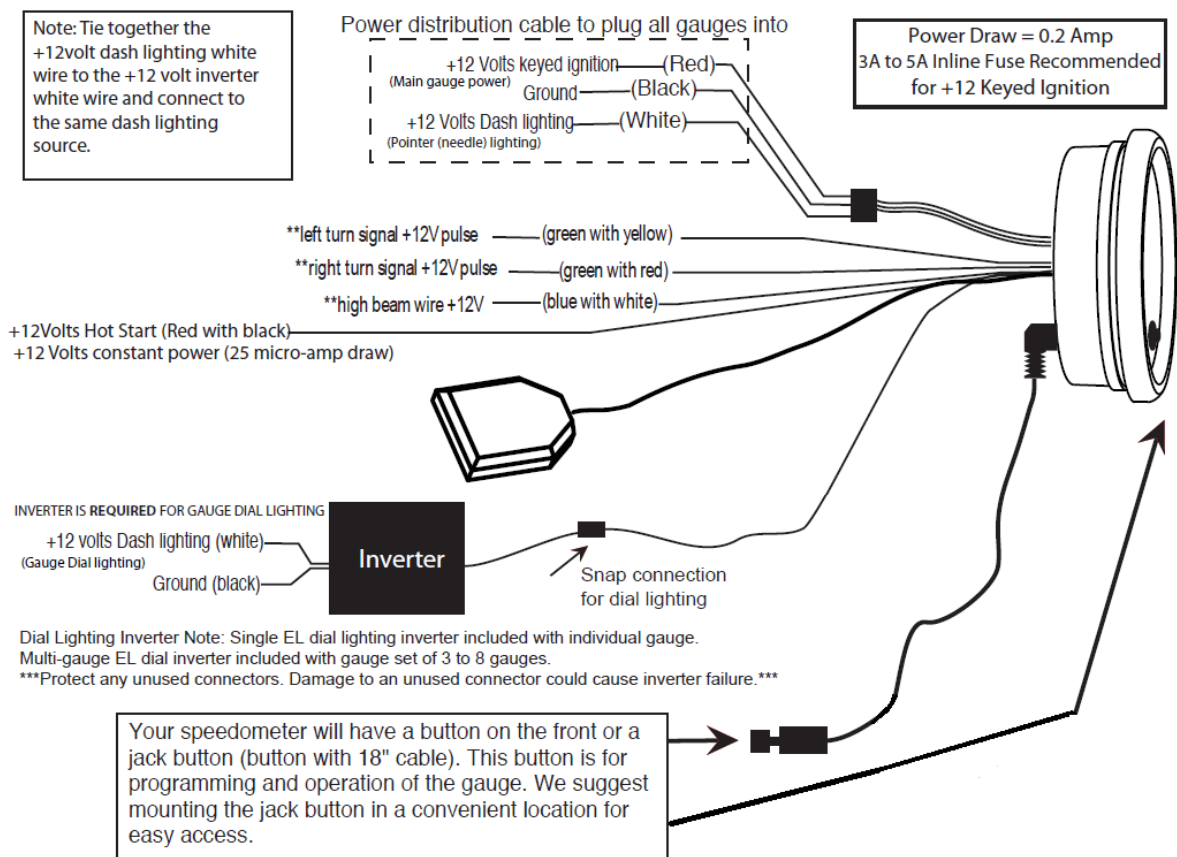 Note: Tie together the
+12volt dash lighting white
wire to the +12 volt inverter
white wire and connect to
the same dash lighting
source.
Power distribution cable to plug all gauges into
+12 Volts keyed ignition (Red)
(Main gauge power)
Ground (Black)
+12 Volts Dash lighting (White)
(Pointer (needle) lighting)
Power Draw = 0.2 Amp
3A to 5A Inline Fuse Recommended
for +12 Keyed Ignition
**left turn signal +12V pulse (green with yellow)
**right turn signal +12V pulse (green with red)
**high beam wire +12V (blue with white)
+12Volts Hot Start (Red with black)
+12 Volts constant power (25 micro-amp draw)
INVERTER IS REQUIRED FOR GAUGE DIAL LIGHTING
+12 volts Dash lighting (white)
(Gauge Dial lighting)
Ground (black)
Inverter
Snap connection
for dial lighting
Dial Lighting Inverter Note: Single EL dial lighting inverter included with individual gauge.
Multi-gauge EL dial inverter included with gauge set of 3 to 8 gauges.
***Protect any unused connectors. Damage to an unused connector could cause inverter failure.***
Your speedometer will have a button on the front or a
jack button (button with 18" cable). This button is for
programming and operation of the gauge. We suggest
mounting the jack button in a convenient location for
easy access.